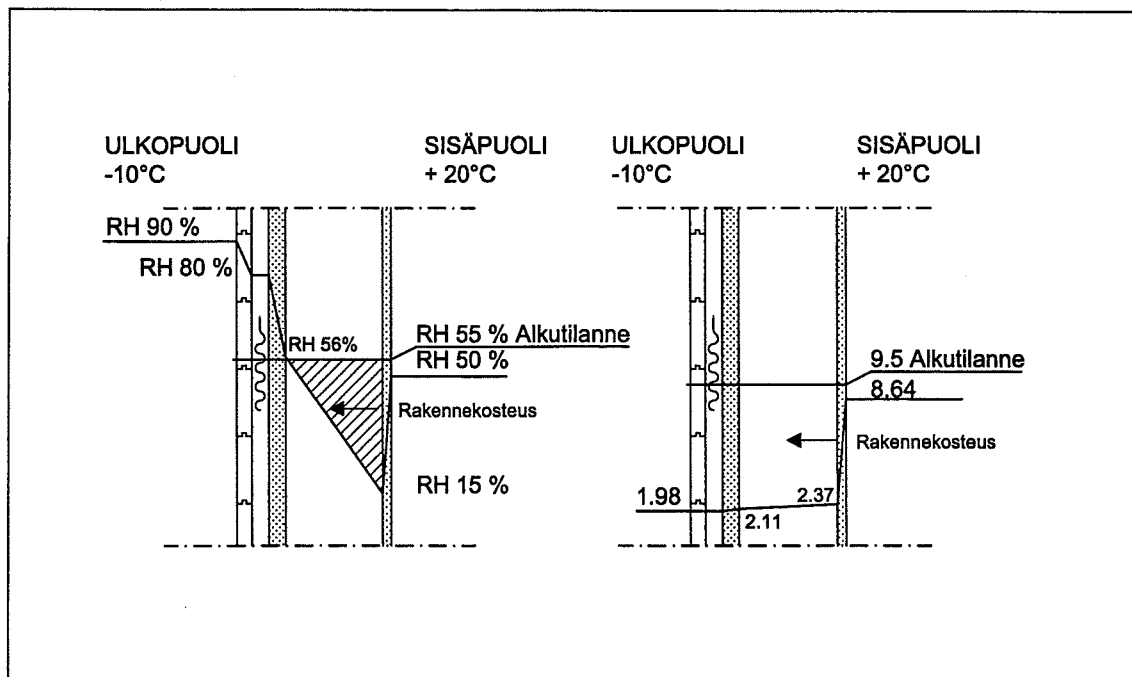 ULKOPUOLI
-10°C
SISÄPUOLI
+ 20°C
RH 90 %
RH 80 %
RH 56%
RH 55 % Alkutilanne
RH 50 %
Rakennekosteus
RH 15 %
ULKOPUOLI
-10°C
SISÄPUOLI
+ 20°C
9.5 Alkutilanne
8.64
Rakennekosteus
1.98
2.37
2.11